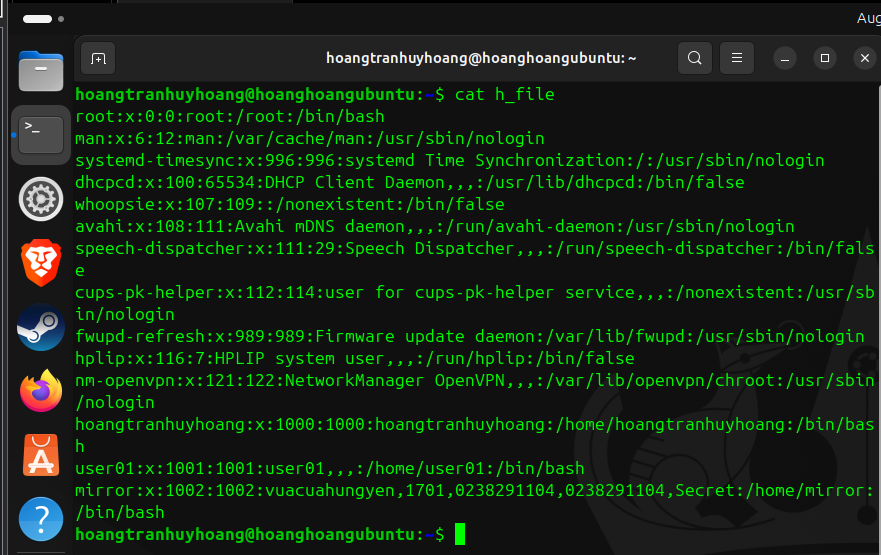 Aug
hoangtranhuyhoang@hoanghoangubuntu: ~
hoangtranhuyhoang@hoanghoangubuntu:~$ cat h_file
root:x:0:0:root:/root:/bin/bash
man:x:6:12:man:/var/cache/man:/usr/sbin/nologin
systemd-timesync:x:996:996:systemd Time Synchronization:/:/usr/sbin/nologin
dhcpcd:x:100:65534:DHCP Client Daemon,,,:/usr/lib/dhcpcd:/bin/false
whoopsie:x:107:109::/nonexistent:/bin/false
avahi:x:108:111:Avahi mDNS daemon,,,:/run/avahi-daemon:/usr/sbin/nologin
speech-dispatcher:x:111:29:Speech Dispatcher,,,:/run/speech-dispatcher:/bin/fals
e
cups-pk-helper:x:112:114:user for cups-pk-helper service,,,:/nonexistent:/usr/sb
in/nologin
fwupd-refresh:x:989:989:Firmware update daemon:/var/lib/fwupd:/usr/sbin/nologin
hplip:x:116:7:HPLIP system user,,,:/run/hplip:/bin/false
nm-openvpn:x:121:122:NetworkManager OpenVPN,,,:/var/lib/openvpn/chroot:/usr/sbin
/nologin
hoangtranhuyhoang:x:1000:1000:hoangtranhuyhoang:/home/hoangtranhuyhoang:/bin/bas
h
user01:x:1001:1001:user01,,,:/home/user01:/bin/bash
mirror:x:1002:1002:vuacuahungyen,1701,0238291104,0238291104,Secret:/home/mirror:
/bin/bash
hoangtranhuyhoang@hoanghoangubuntu:~$